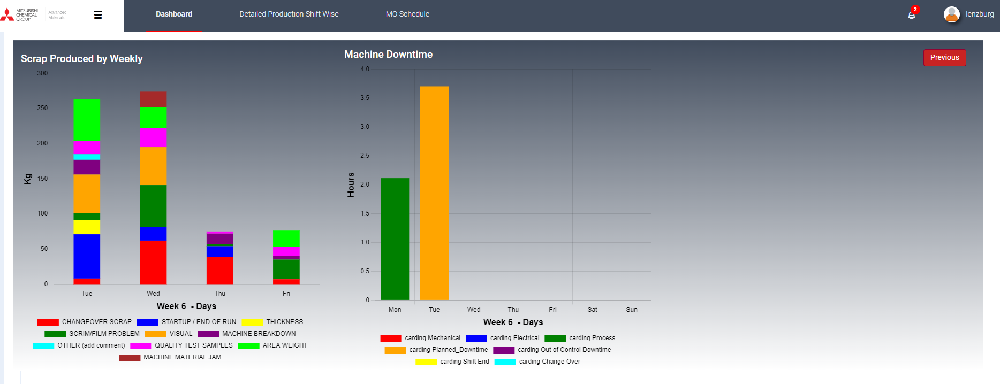 MITSUBISHI
CHEMICAL
GROUP
Advanced
Materials
Dashboard
Detailed Production Shift Wise
MO Schedule
2
lenzburg
Scrap Produced by Weekly
300
250
200
150
100
50
0
Kg
Tue Wed Thu Fri
Week 6 - Days
CHANGEOVER SCRAP STARTUP / END OF RUN THICKNESS
SCRIM/FILM PROBLEM VISUAL MACHINE BREAKDOWN
OTHER (add comment) QUALITY TEST SAMPLES AREA WEIGHT
MACHINE MATERIAL JAM
Machine Downtime
4.0
3.5
3.0
2.5
2.0
1.5
1.0
0.5
0
Hours
Mon Tue Wed Thu Fri Sat Sun
Week 6 - Days
carding Mechanical carding Electrical carding Process
carding Planned_Downtime carding Out of Control Downtime
carding Shift End carding Change Over
Previous